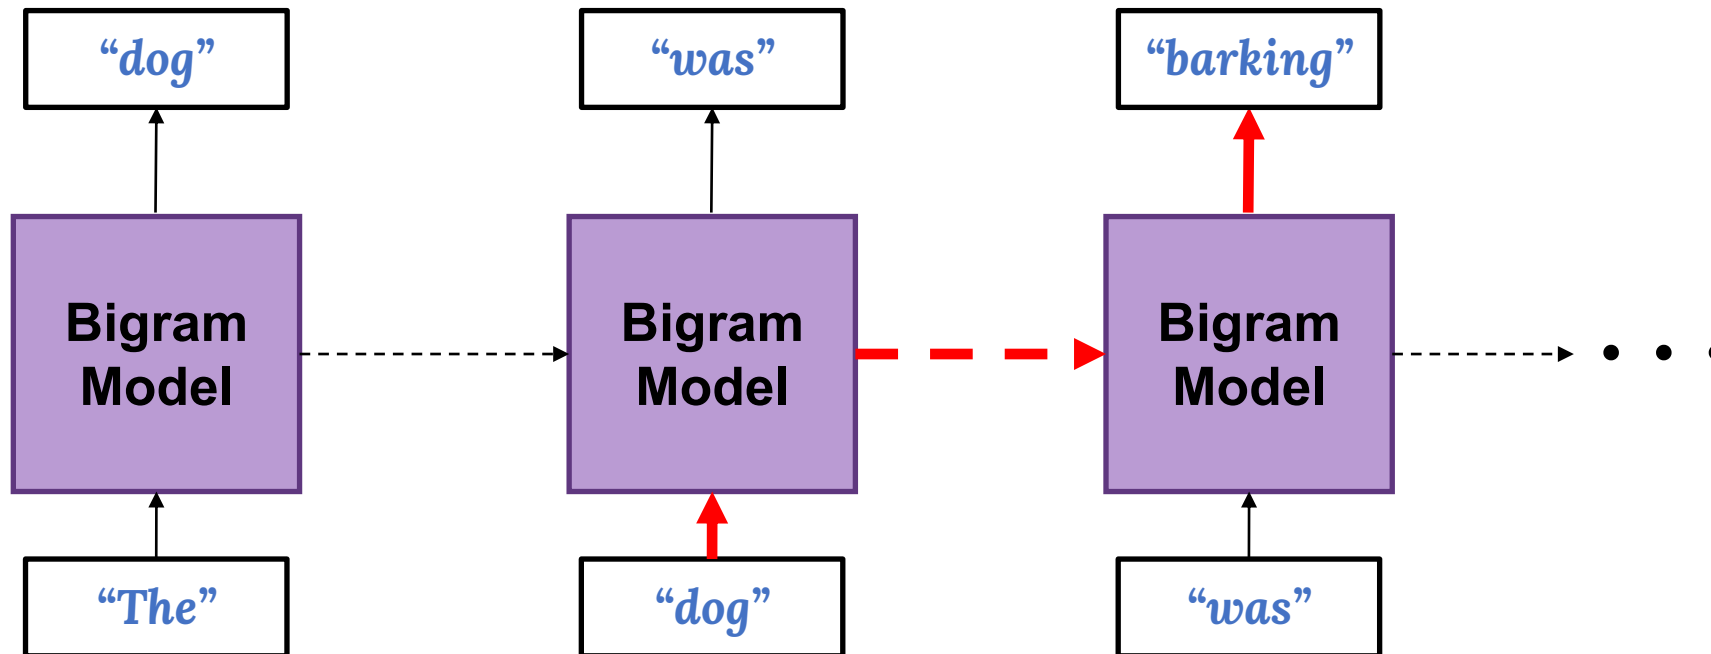 “dog”
“was”
“barking”
Bigram
Model
Bigram
Model
Bigram
Model
“The”
“dog”
“was”